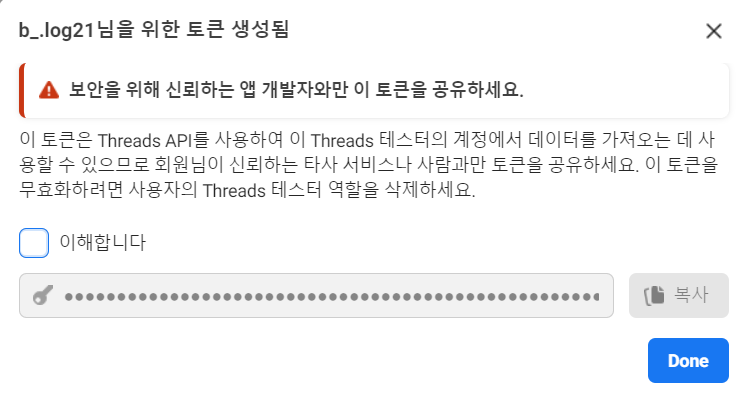 b_.log21님을 위한 토큰 생성됨
보안을 위해 신뢰하는 앱 개발자와만 이 토큰을 공유하세요.
이 토큰은 Threads API를 사용하여 이 Threads 테스터의 계정에서 데이터를 가져오는 데 사
용할 수 있으므로 회원님이 신뢰하는 타사 서비스나 사람과만 토큰을 공유하세요. 이 토큰을
무효화하려면 사용자의 Threads 테스터 역할을 삭제하세요.
이해합니다
복사
Done